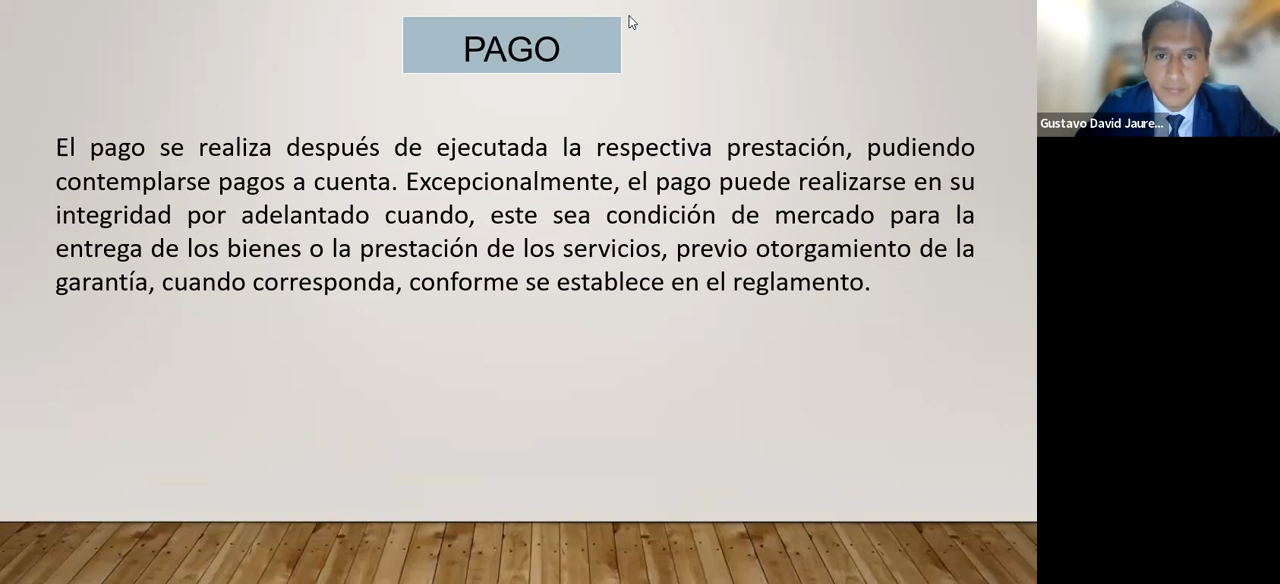 PAGO
El pago se realiza después de ejecutada la respectiva prestación, pudiendo
contemplarse pagos a cuenta. Excepcionalmente, el pago puede realizarse en su
integridad por adelantado cuando, este sea condición de mercado para la
entrega de los bienes o la prestación de los servicios, previo otorgamiento de la
garantía, cuando corresponda, conforme se establece en el reglamento.
Gustavo David Jaure...